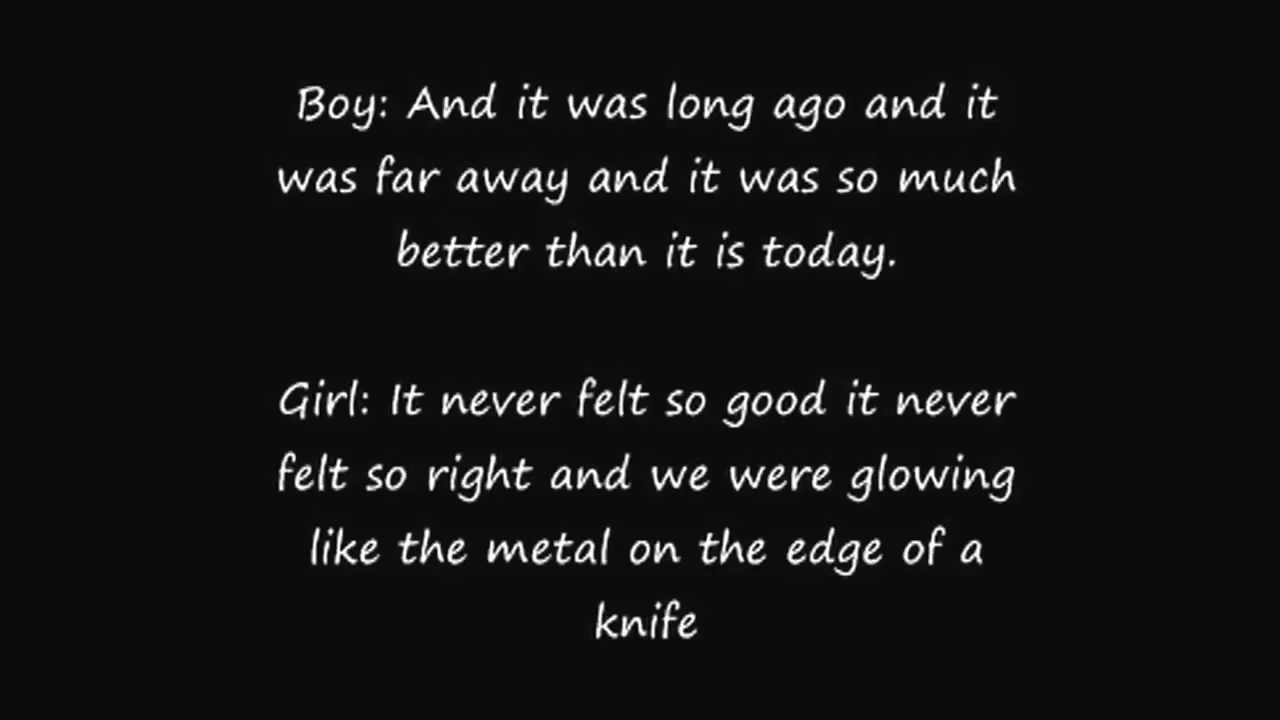 Boy: And it was long ago and it
was far away and it was so much
better than it is today.
Girl: It never felt so good it never
felt so right and we were glowing
like the metal on the edge of a
knife